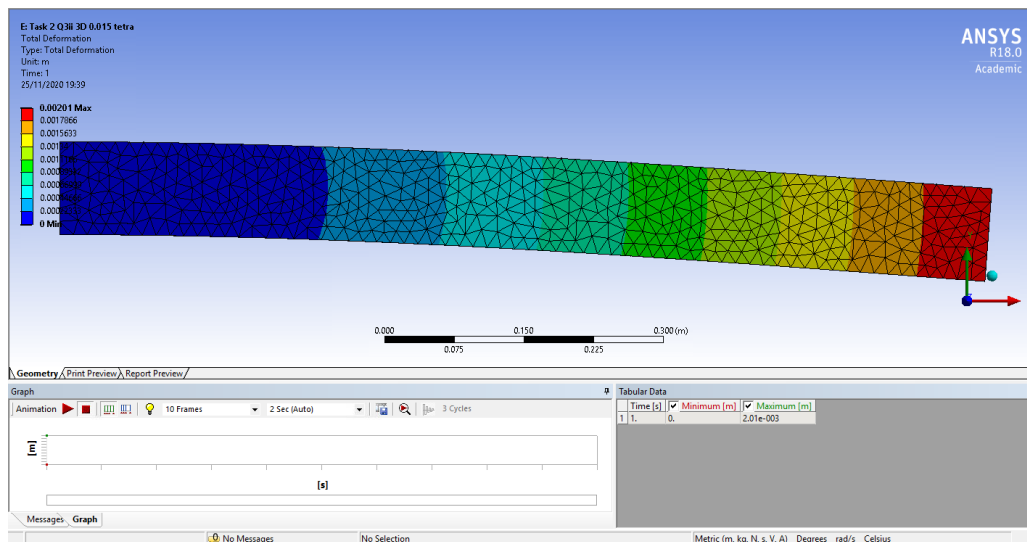 E: Task 2 Q3ii 3D 0.015 tetra
Total Deformation
Type: Total Deformation
Unit: m
Time: 1
25/11/2020 19:39
ANSYS
R18.0
Academic
0.00201 Max
0.0017866
0.0015633
0 Min
0.000
0.150
0.300 (m)
0.075
0.225
Geometry Print Preview Report Preview
Graph
Animation 10 Frames 2 Sec (Auto) 3 Cycles
[m]
[s]
Messages Graph
Tabular Data
Time [s] Minimum [m] Maximum [m]
1 1. 0. 2.01e-003
No Messages No Selection Metric (m, kg, N, s, V, A) Degrees rad/s Celsius